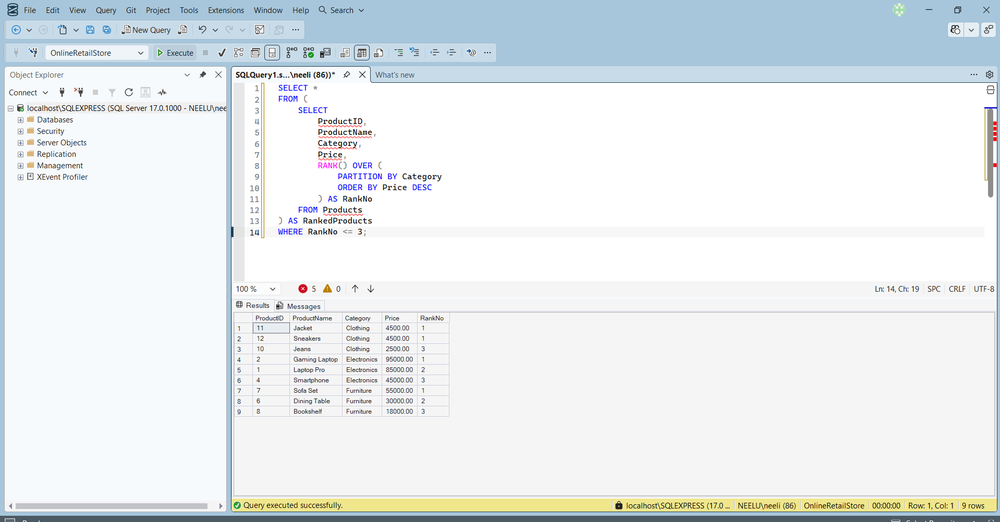 File Edit View Query Git Project Tools Extensions Window Help Search
New Query
OnlineRetailStore Execute
Object Explorer
Connect
localhost\SQLEXPRESS (SQL Server 17.0.1000 - NEELU\nee
Databases
Security
Server Objects
Replication
Management
XEvent Profiler
SQLQuery1.s...\neeli (86))* What's new
1 SELECT *
2 FROM (
3 SELECT
4 ProductID,
5 ProductName,
6 Category,
7 Price,
8 RANK() OVER (
9 PARTITION BY Category
10 ORDER BY Price DESC
11 ) AS RankNo
12 FROM Products
13 ) AS RankedProducts
14 WHERE RankNo <= 3;
100 % 5 0 Ln: 14, Ch: 19 SPC CRLF UTF-8
Results Messages
ProductID ProductName Category Price RankNo
1 11 Jacket Clothing 4500.00 1
2 12 Sneakers Clothing 4500.00 1
3 10 Jeans Clothing 2500.00 3
4 2 Gaming Laptop Electronics 95000.00 1
5 1 Laptop Pro Electronics 85000.00 2
6 4 Smartphone Electronics 45000.00 3
7 7 Sofa Set Furniture 55000.00 1
8 6 Dining Table Furniture 30000.00 2
9 8 Bookshelf Furniture 18000.00 3
Query executed successfully. localhost\SQLEXPRESS (17.0 ... NEELU\neeli (86) OnlineRetailStore 00:00:00 Row: 1, Col: 1 9 rows